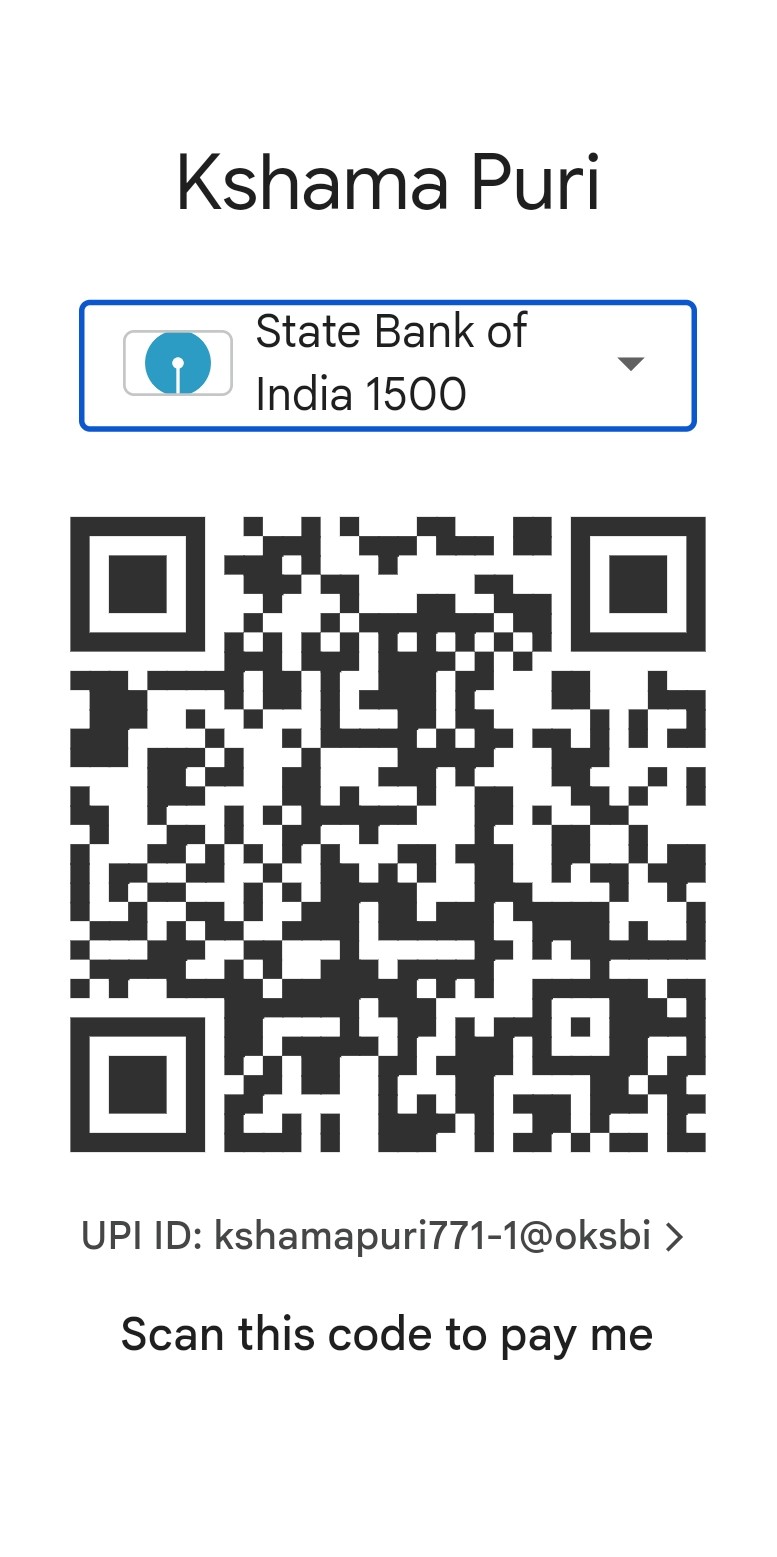 Kshama Puri
State Bank of
India 1500
UPI ID: kshamapuri771-1@oksbi
Scan this code to pay me